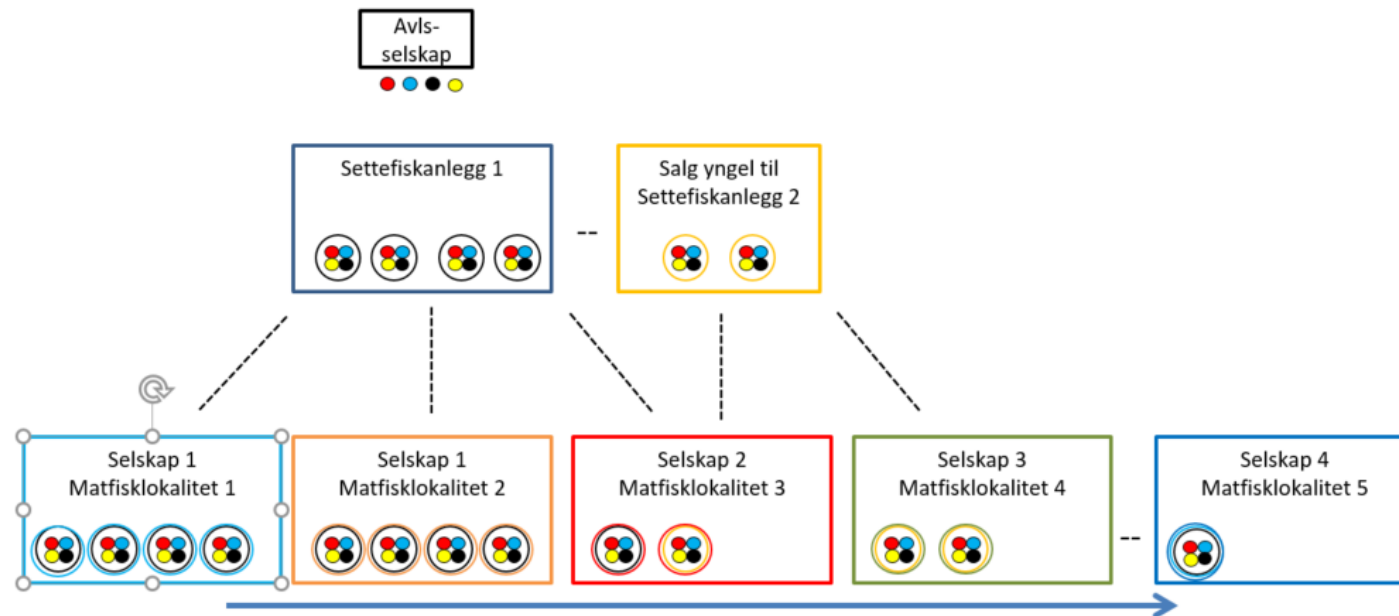 Avls-
selskap
Settefiskanlegg 1
Salg yngel til
Settefiskanlegg 2
--
Selskap 1
Matfisklokalitet 1
Selskap 1
Matfisklokalitet 2
Selskap 2
Matfisklokalitet 3
Selskap 3
Matfisklokalitet 4
--
Selskap 4
Matfisklokalitet 5